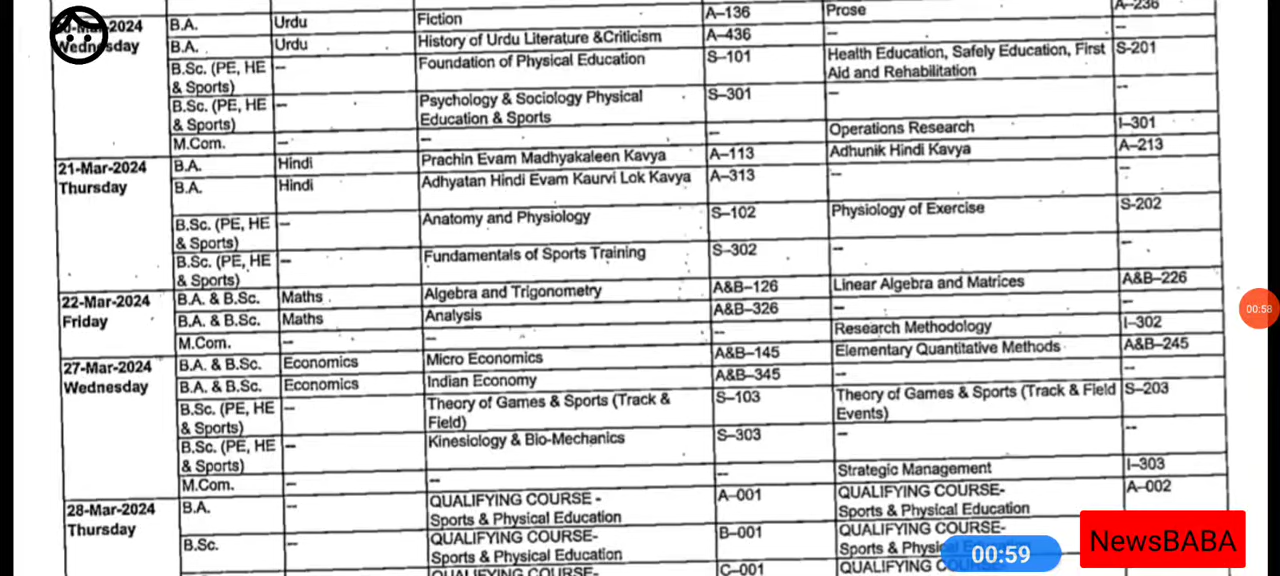 B.A. Urdu Fiction A–136 Prose A–236
Wednesday B.A. Urdu History of Urdu Literature &Criticism A–436 – --
B.Sc. (PE, HE & Sports) – Foundation of Physical Education S–101 Health Education, Safely Education, First Aid and Rehabilitation S–201
B.Sc. (PE, HE & Sports) – Psychology & Sociology Physical Education & Sports S–301 – --
M.Com. – – – Operations Research I–301
21-Mar-2024 Thursday B.A. Hindi Prachin Evam Madhyakaleen Kavya A–113 Adhunik Hindi Kavya A–213
B.A. Hindi Adhyatan Hindi Evam Kaurvi Lok Kavya A–313 – --
B.Sc. (PE, HE & Sports) – Anatomy and Physiology S–102 Physiology of Exercise S-202
B.Sc. (PE, HE & Sports) – Fundamentals of Sports Training S–302 – --
22-Mar-2024 Friday B.A. & B.Sc. Maths Algebra and Trigonometry A&B–126 Linear Algebra and Matrices A&B–226
B.A. & B.Sc. Maths Analysis A&B–326 – --
M.Com. – – -- Research Methodology I–302
27-Mar-2024 Wednesday B.A. & B.Sc. Economics Micro Economics A&B–145 Elementary Quantitative Methods A&B–245
B.A. & B.Sc. Economics Indian Economy A&B–345 – --
B.Sc. (PE, HE & Sports) – Theory of Games & Sports (Track & Field) S–103 Theory of Games & Sports (Track & Field Events) S–203
B.Sc. (PE, HE & Sports) – Kinesiology & Bio-Mechanics S–303 – --
M.Com. – – -- Strategic Management I–303
28-Mar-2024 Thursday B.A. – QUALIFYING COURSE - Sports & Physical Education A–001 QUALIFYING COURSE- Sports & Physical Education A–002
B.Sc. – QUALIFYING COURSE- Sports & Physical Education B–001 QUALIFYING COURSE- Sports &
QUALIFYING COURSE- C–001 QUALIFYING
00:58
00:59
NewsBABA